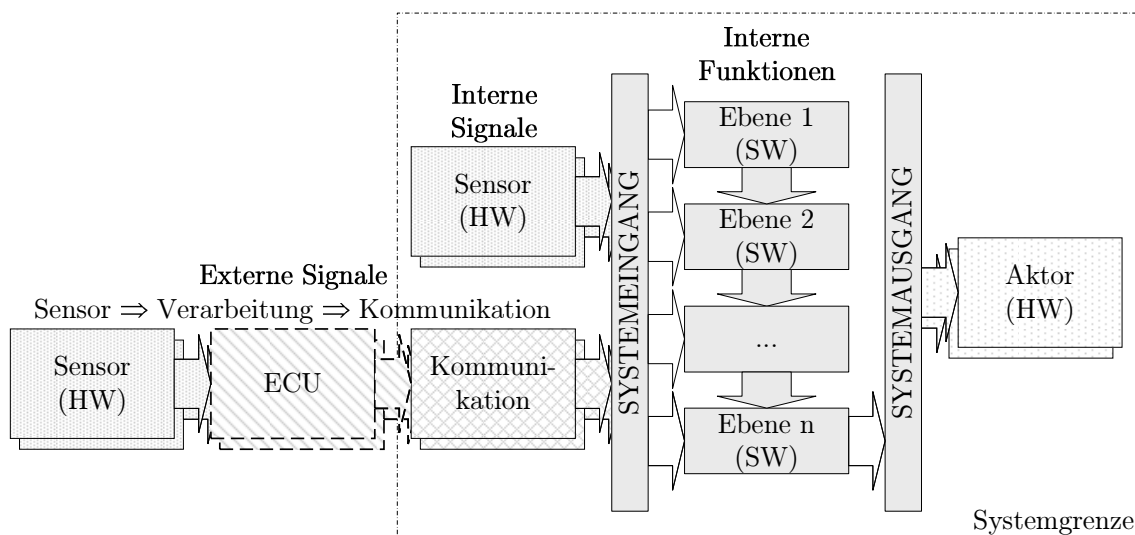 Interne
Funktionen
Interne
Signale
Sensor
(HW)
Externe Signale
Sensor ⇒ Verarbeitung ⇒ Kommunikation
Sensor
(HW)
ECU
Kommuni-
kation
SYSTEMEINGANG
Ebene 1
(SW)
Ebene 2
(SW)
...
Ebene n
(SW)
SYSTEMAUSGANG
Aktor
(HW)
Systemgrenze